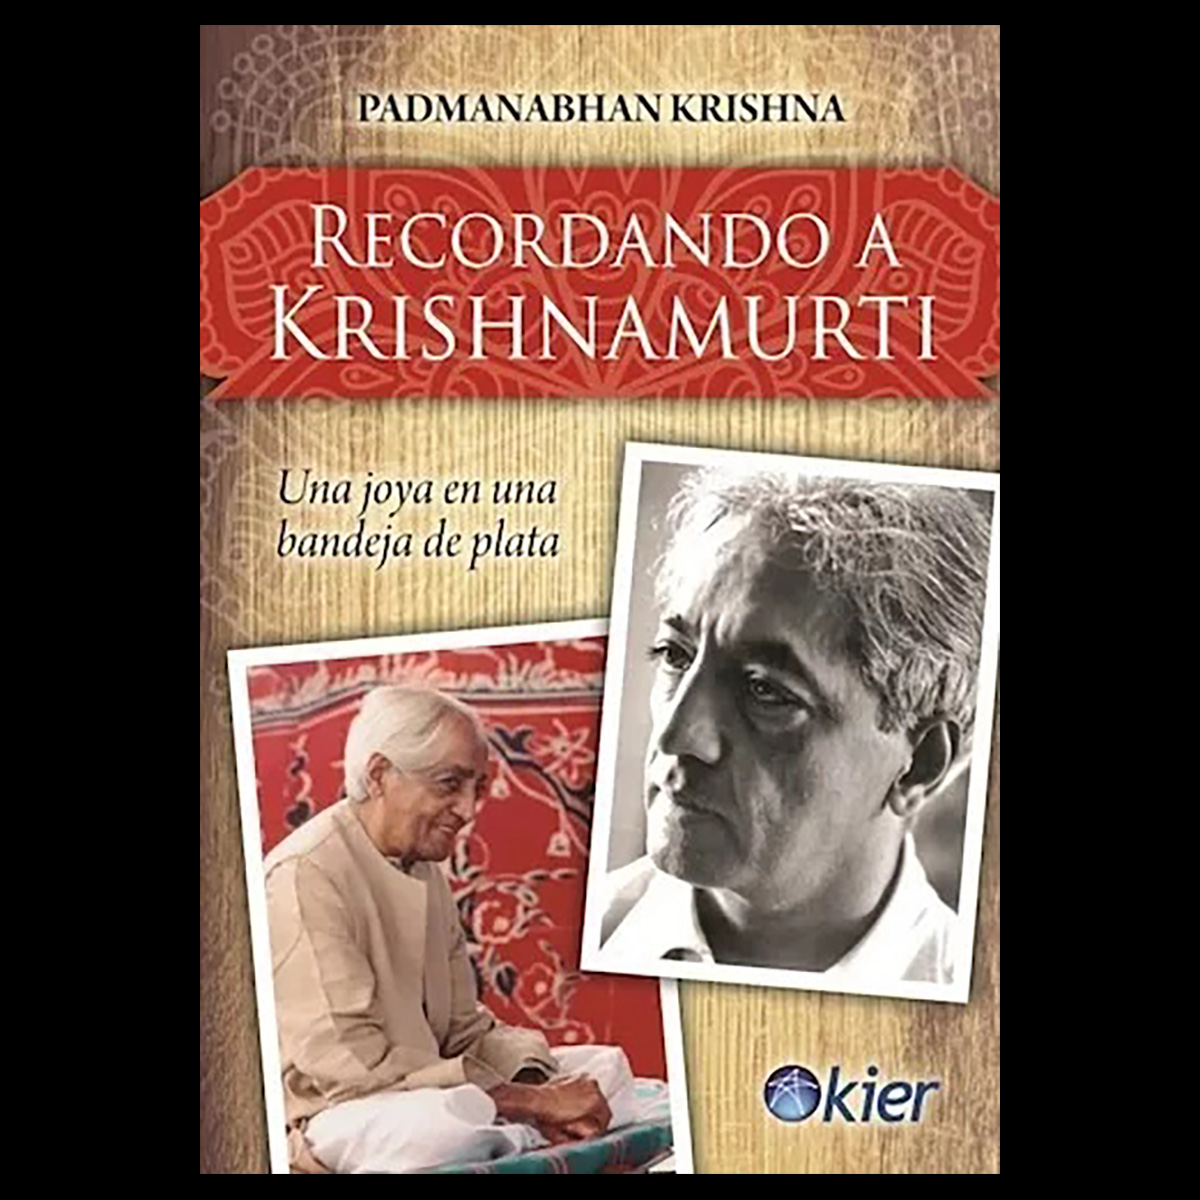 PADMANABHAN KRISHNA
RECORDANDO A
KRISHNAMURTI
Una joya en una
bandeja de plata
kier